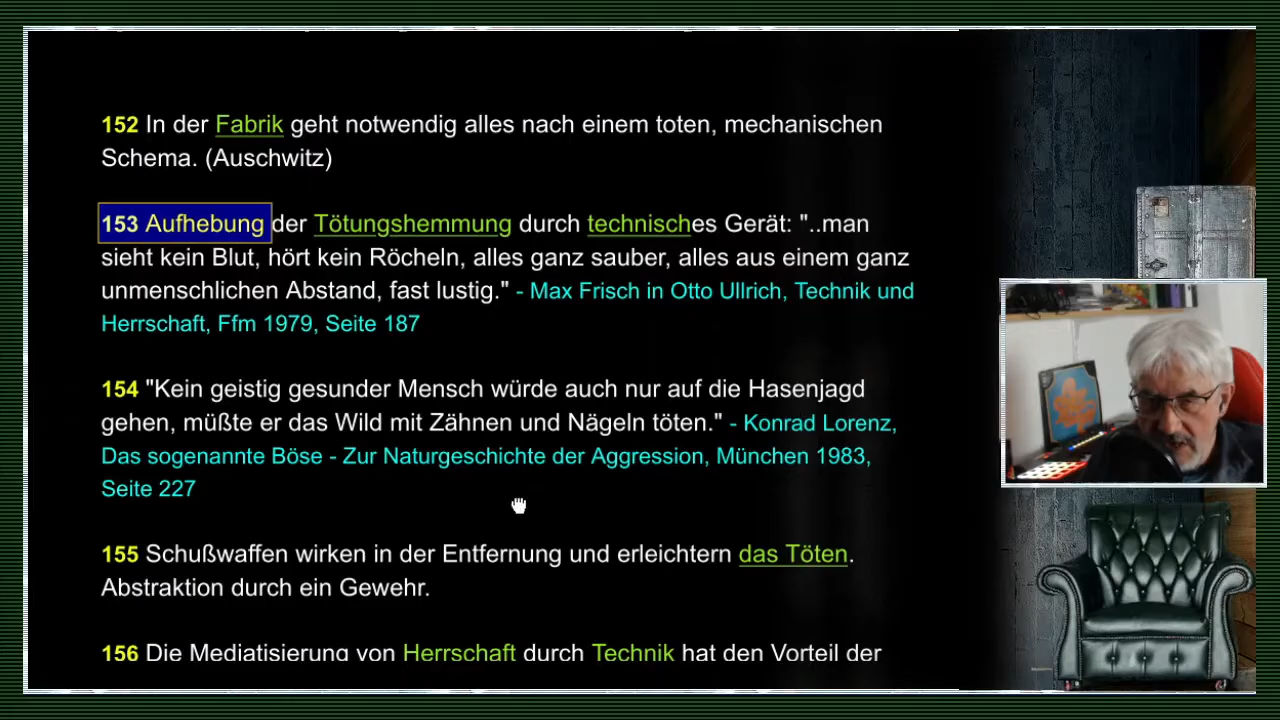 152 In der Fabrik geht notwendig alles nach einem toten, mechanischen
Schema. (Auschwitz)
153 Aufhebung der Tötungshemmung durch technisches Gerät: "..man
sieht kein Blut, hört kein Röcheln, alles ganz sauber, alles aus einem ganz
unmenschlichen Abstand, fast lustig." - Max Frisch in Otto Ullrich, Technik und
Herrschaft, Ffm 1979, Seite 187
154 "Kein geistig gesunder Mensch würde auch nur auf die Hasenjagd
gehen, müßte er das Wild mit Zähnen und Nägeln töten." - Konrad Lorenz,
Das sogenannte Böse - Zur Naturgeschichte der Aggression, München 1983,
Seite 227
155 Schußwaffen wirken in der Entfernung und erleichtern das Töten.
Abstraktion durch ein Gewehr.
156 Die Mediatisierung von Herrschaft durch Technik hat den Vorteil der